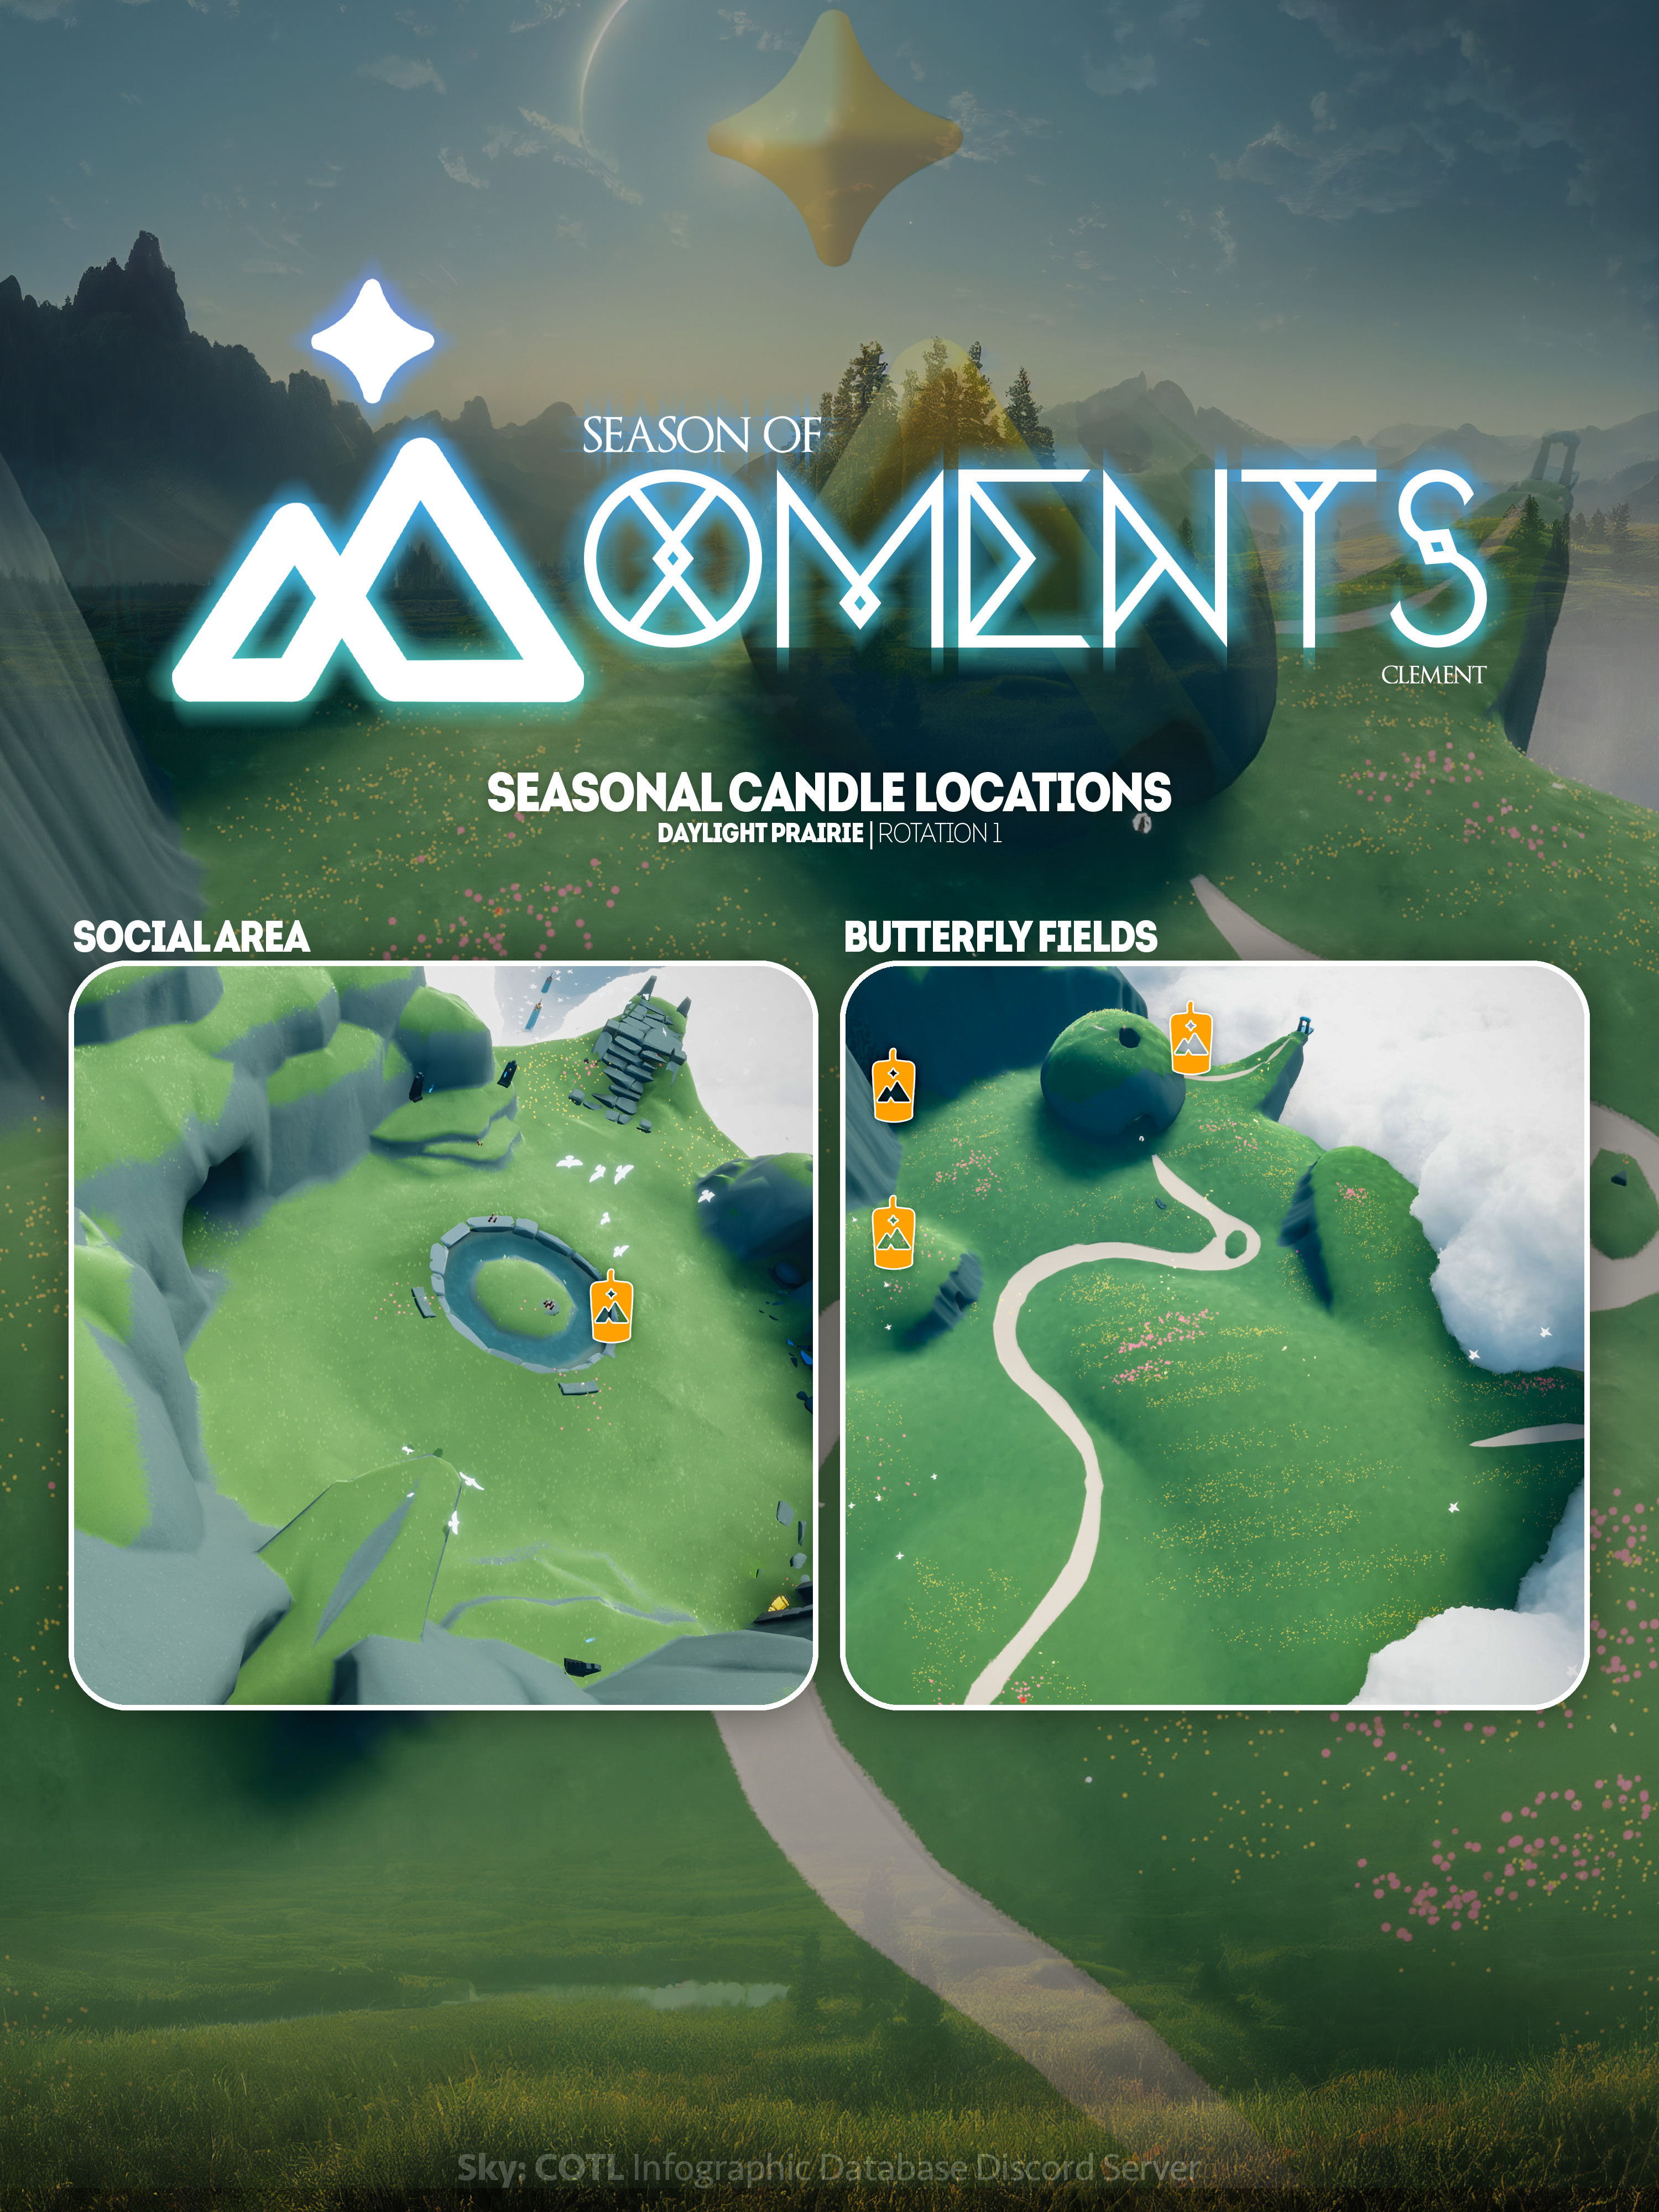 SEASON OF
MOMENTS
CLEMENT
SEASONAL CANDLE LOCATIONS
DAYLIGHT PRAIRIE | ROTATION 1
SOCIAL AREA
BUTTERFLY FIELDS
Sky: COTL Infographic Database Discord Server